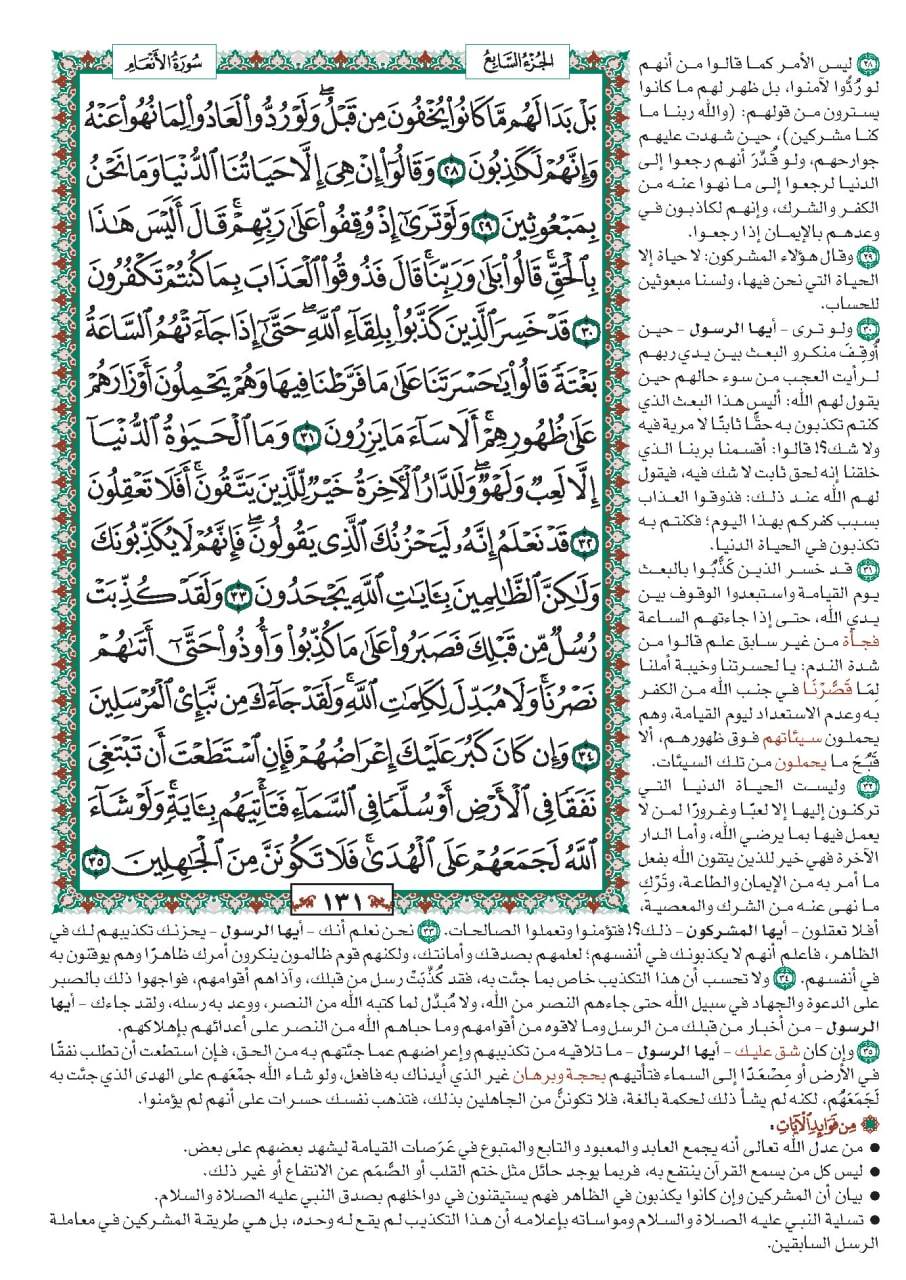 الجُزْءُ السَّابِعُ
سُورَةُ الأَنْعَامِ
بَلْ بَدَا لَهُم مَّا كَانُوا۟ يُخْفُونَ مِن قَبْلُ ۖ وَلَوْ رُدُّوا۟ لَعَادُوا۟ لِمَا نُهُوا۟ عَنْهُ
وَإِنَّهُمْ لَكَـٰذِبُونَ ٢٨ وَقَالُوٓا۟ إِنْ هِىَ إِلَّا حَيَاتُنَا ٱلدُّنْيَا وَمَا نَحْنُ
بِمَبْعُوثِينَ ٢٩ وَلَوْ تَرَىٰٓ إِذْ وُقِفُوا۟ عَلَىٰ رَبِّهِمْ ۚ قَالَ أَلَيْسَ هَـٰذَا
بِٱلْحَقِّ ۚ قَالُوا۟ بَلَىٰ وَرَبِّنَا ۚ قَالَ فَذُوقُوا۟ ٱلْعَذَابَ بِمَا كُنتُمْ تَكْفُرُونَ
٣٠ قَدْ خَسِرَ ٱلَّذِينَ كَذَّبُوا۟ بِلِقَآءِ ٱللَّهِ ۖ حَتَّىٰٓ إِذَا جَآءَتْهُمُ ٱلسَّاعَةُ
بَغْتَةً قَالُوا۟ يَـٰحَسْرَتَنَا عَلَىٰ مَا فَرَّطْنَا فِيهَا وَهُمْ يَحْمِلُونَ أَوْزَارَهُمْ
عَلَىٰ ظُهُورِهِمْ ۚ أَلَا سَآءَ مَا يَزِرُونَ ٣١ وَمَا ٱلْحَيَوٰةُ ٱلدُّنْيَآ
إِلَّا لَعِبٌ وَلَهْوٌ ۖ وَلَلدَّارُ ٱلْـَٔاخِرَةُ خَيْرٌ لِّلَّذِينَ يَتَّقُونَ ۗ أَفَلَا تَعْقِلُونَ
٣٢ قَدْ نَعْلَمُ إِنَّهُۥ لَيَحْزُنُكَ ٱلَّذِى يَقُولُونَ ۖ فَإِنَّهُمْ لَا يُكَذِّبُونَكَ
وَلَـٰكِنَّ ٱلظَّـٰلِمِينَ بِـَٔايَـٰتِ ٱللَّهِ يَجْحَدُونَ ٣٣ وَلَقَدْ كُذِّبَتْ
رُسُلٌ مِّن قَبْلِكَ فَصَبَرُوا۟ عَلَىٰ مَا كُذِّبُوا۟ وَأُوذُوا۟ حَتَّىٰٓ أَتَىٰهُمْ
نَصْرُنَا ۚ وَلَا مُبَدِّلَ لِكَلِمَـٰتِ ٱللَّهِ ۚ وَلَقَدْ جَآءَكَ مِن نَّبَإِى۟ ٱلْمُرْسَلِينَ
٣٤ وَإِن كَانَ كَبُرَ عَلَيْكَ إِعْرَاضُهُمْ فَإِنِ ٱسْتَطَعْتَ أَن تَبْتَغِىَ
نَفَقًا فِى ٱلْأَرْضِ أَوْ سُلَّمًا فِى ٱلسَّمَآءِ فَتَأْتِيَهُم بِـَٔايَةٍ ۚ وَلَوْ شَآءَ
ٱللَّهُ لَجَمَعَهُمْ عَلَى ٱلْهُدَىٰ ۚ فَلَا تَكُونَنَّ مِنَ ٱلْجَـٰهِلِينَ ٣٥
١٣١
٢٨ ليس الأمر كما قالوا من أنهم
لو رُدُّوا لآمنوا، بل ظهر لهم ما كانوا
يسترون من قولهم: (والله ربنا ما
كنا مشركين)، حين شهدت عليهم
جوارحهم، ولو قُدِّرَ أنهم رجعوا إلى
الدنيا لرجعوا إلى ما نهوا عنه من
الكفر والشرك، وإنهم لكاذبون في
وعدهم بالإيمان إذا رجعوا.
٢٩ وقال هؤلاء المشركون: لا حياة إلا
الحياة التي نحن فيها، ولسنا مبعوثين
للحساب.
٣٠ ولو ترى - أيها الرسول - حين
أُوقِفَ منكرو البعث بين يدي ربهم
لرأيت العجب من سوء حالهم حين
يقول لهم الله: أليس هذا البعث الذي
كنتم تكذبون به حقًّا ثابتًا لا مرية فيه
ولا شك؟! قالوا: أقسمنا بربنا الذي
خلقنا إنه لحق ثابت لا شك فيه، فيقول
لهم الله عند ذلك: فذوقوا العذاب
بسبب كفركم بهذا اليوم؛ فكنتم به
تكذبون في الحياة الدنيا.
٣١ قد خسر الذين كَذَّبُوا بالبعث
يوم القيامة واستبعدوا الوقوف بين
يدي الله، حتى إذا جاءتهم الساعة
فجأة من غير سابق علم قالوا من
شدة الندم: يا لحسرتنا وخيبة أملنا
لِمَا قَصَّرْنَا في جنب الله من الكفر
به وعدم الاستعداد ليوم القيامة، وهم
يحملون سيئاتهم فوق ظهورهم، ألا
قَبُحَ ما يحملون من تلك السيئات.
٣٢ وليست الحياة الدنيا التي
تركنون إليها إلا لعبًا وغرورًا لمن لا
يعمل فيها بما يرضي الله، وأما الدار
الآخرة فهي خير للذين يتقون الله بفعل
ما أمر به من الإيمان والطاعة، وتَرْكِ
ما نهى عنه من الشرك والمعصية،
أفلا تعقلون - أيها المشركون - ذلك؟! فتؤمنوا وتعملوا الصالحات. ٣٣ نحن نعلم أنك - أيها الرسول - يحزنك تكذيبهم لك في
الظاهر، فاعلم أنهم لا يكذبونك في أنفسهم؛ لعلمهم بصدقك وأمانتك، ولكنهم قوم ظالمون ينكرون أمرك ظاهرًا وهم يوقنون به
في أنفسهم. ٣٤ ولا تحسب أن هذا التكذيب خاص بما جئت به، فقد كُذِّبَتْ رسل من قبلك، وآذاهم أقوامهم، فواجهوا ذلك بالصبر
على الدعوة والجهاد في سبيل الله حتى جاءهم النصر من الله، ولا مُبدِّل لما كتبه الله من النصر، ووعد به رسله، ولقد جاءك - أيها
الرسول - من أخبار من قبلك من الرسل وما لاقوه من أقوامهم وما حباهم الله من النصر على أعدائهم بإهلاكهم.
٣٥ وإن كان شق عليك - أيها الرسول - ما تلاقيه من تكذيبهم وإعراضهم عما جئتهم به من الحق، فإن استطعت أن تطلب نفقًا
في الأرض أو مِصْعَدًا إلى السماء فتأتيهم بحجة وبرهان غير الذي أيدناك به فافعل، ولو شاء الله جمْعَهم على الهدى الذي جئت به
لَجَمَعَهُم، لكنه لم يشأ ذلك لحكمة بالغة، فلا تكوننَّ من الجاهلين بذلك، فتذهب نفسك حسرات على أنهم لم يؤمنوا.
مِن فَوَائِدِ الآيَاتِ:
● من عدل الله تعالى أنه يجمع العابد والمعبود والتابع والمتبوع في عَرَصات القيامة ليشهد بعضهم على بعض.
● ليس كل من يسمع القرآن ينتفع به، فربما يوجد حائل مثل ختم القلب أو الصَّمَم عن الانتفاع أو غير ذلك.
● بيان أن المشركين وإن كانوا يكذبون في الظاهر فهم يستيقنون في دواخلهم بصدق النبي عليه الصلاة والسلام.
● تسلية النبي عليه الصلاة والسلام ومواساته بإعلامه أن هذا التكذيب لم يقع له وحده، بل هي طريقة المشركين في معاملة
الرسل السابقين.